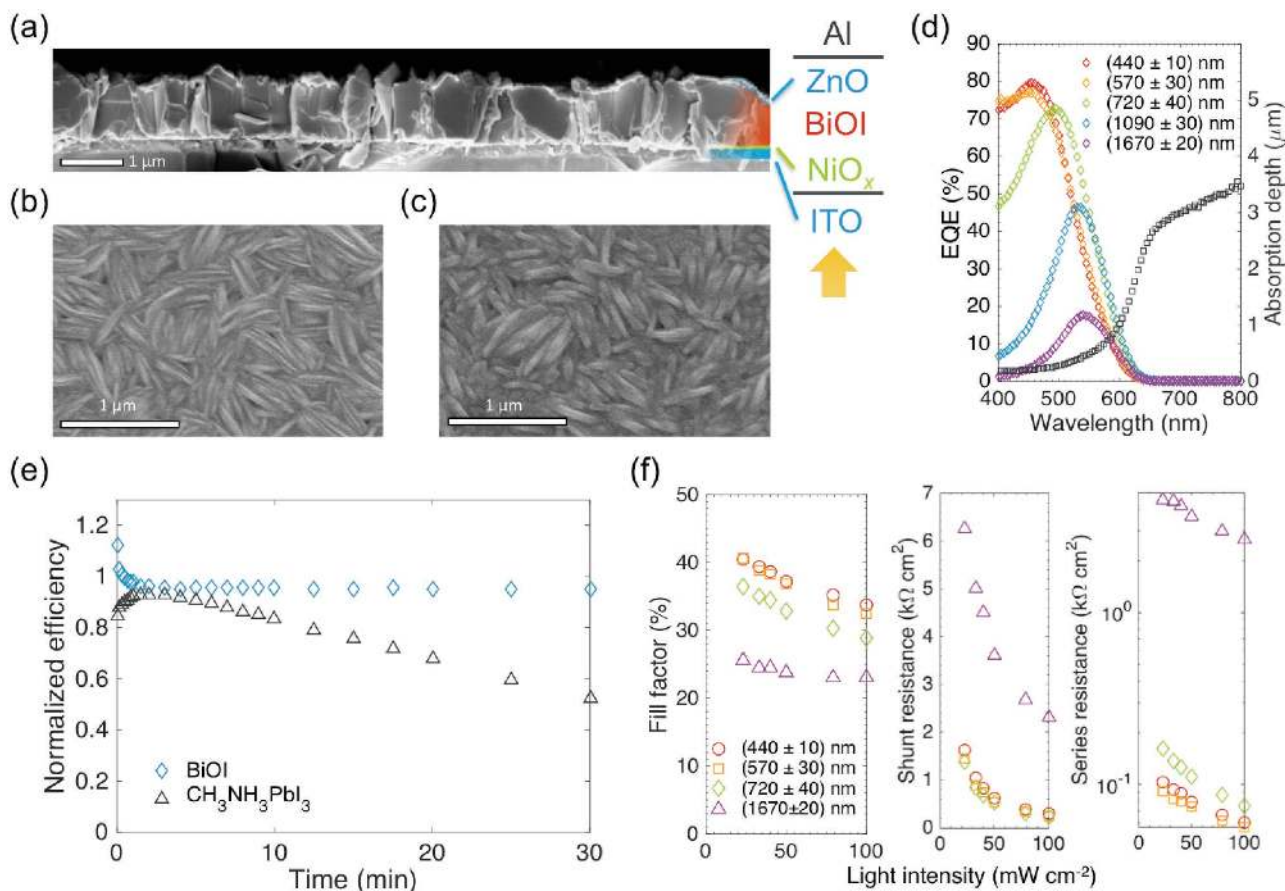 (a)
1 μm
Al
ZnO
BiOI
NiOx
ITO
(b)
1 μm
(c)
1 μm
(d)
90
80
70
60
50
40
30
20
10
0
EQE (%)
400 500 600 700 800
Wavelength (nm)
5
4
3
2
1
0
Absorption depth (μm)
(440 ± 10) nm
(570 ± 30) nm
(720 ± 40) nm
(1090 ± 30) nm
(1670 ± 20) nm
(e)
1.2
1
0.8
0.6
0.4
0.2
0
Normalized efficiency
BiOI
CH3NH3PbI3
0 10 20 30
Time (min)
(f)
50
40
30
20
10
0
Fill factor (%)
(440 ± 10) nm
(570 ± 30) nm
(720 ± 40) nm
(1670±20) nm
0 50 100
7
6
5
4
3
2
1
0
Shunt resistance (kΩ cm2)
0 50 100
10^0
10^-1
Series resistance (kΩ cm2)
0 50 100
Light intensity (mW cm-2)